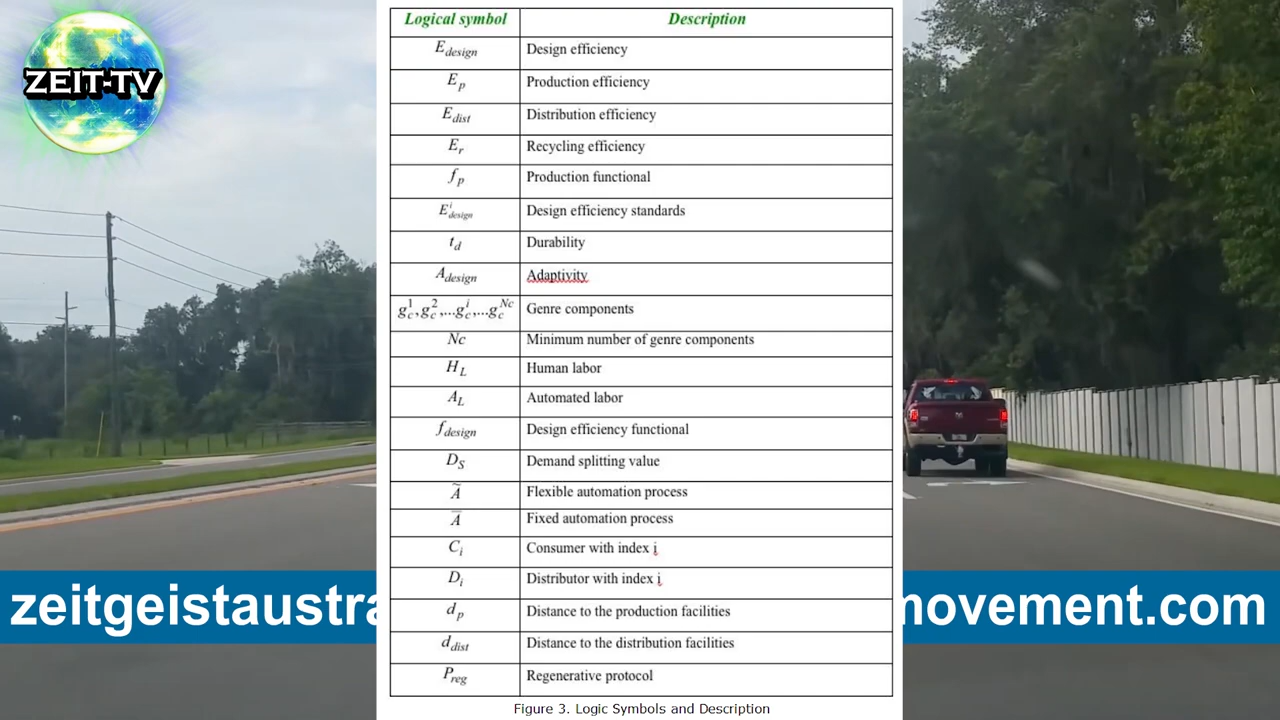 ZEIT-TV
Logical symbol Description
E_design Design efficiency
E_p Production efficiency
E_dist Distribution efficiency
E_r Recycling efficiency
f_p Production functional
E^i_design Design efficiency standards
t_d Durability
A_design Adaptivity
g_c^1, g_c^2, ...g_c^i, ...g_c^Nc Genre components
Nc Minimum number of genre components
H_L Human labor
A_L Automated labor
f_design Design efficiency functional
D_S Demand splitting value
Ã Flexible automation process
Ā Fixed automation process
C_i Consumer with index i
D_i Distributor with index i
d_p Distance to the production facilities
d_dist Distance to the distribution facilities
P_reg Regenerative protocol
Figure 3. Logic Symbols and Description
zeitgeistaustra movement.com